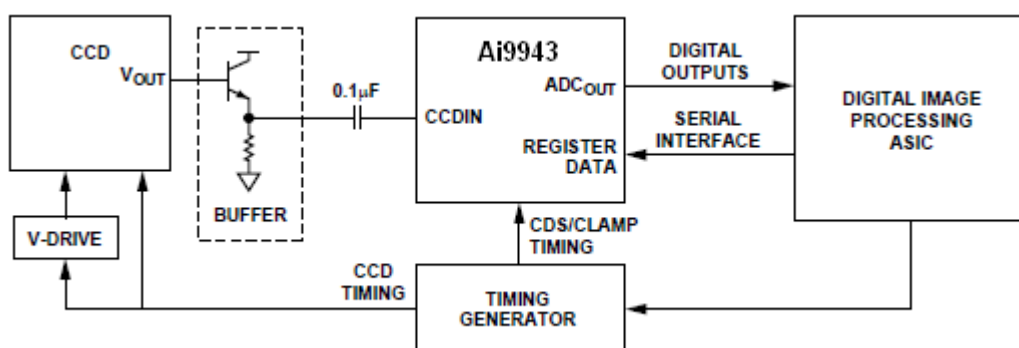 CCD
VOUT
BUFFER
0.1µF
Ai9943
ADCOUT
CCDIN
REGISTER
DATA
DIGITAL
OUTPUTS
SERIAL
INTERFACE
DIGITAL IMAGE
PROCESSING
ASIC
V-DRIVE
CCD
TIMING
CDS/CLAMP
TIMING
TIMING
GENERATOR